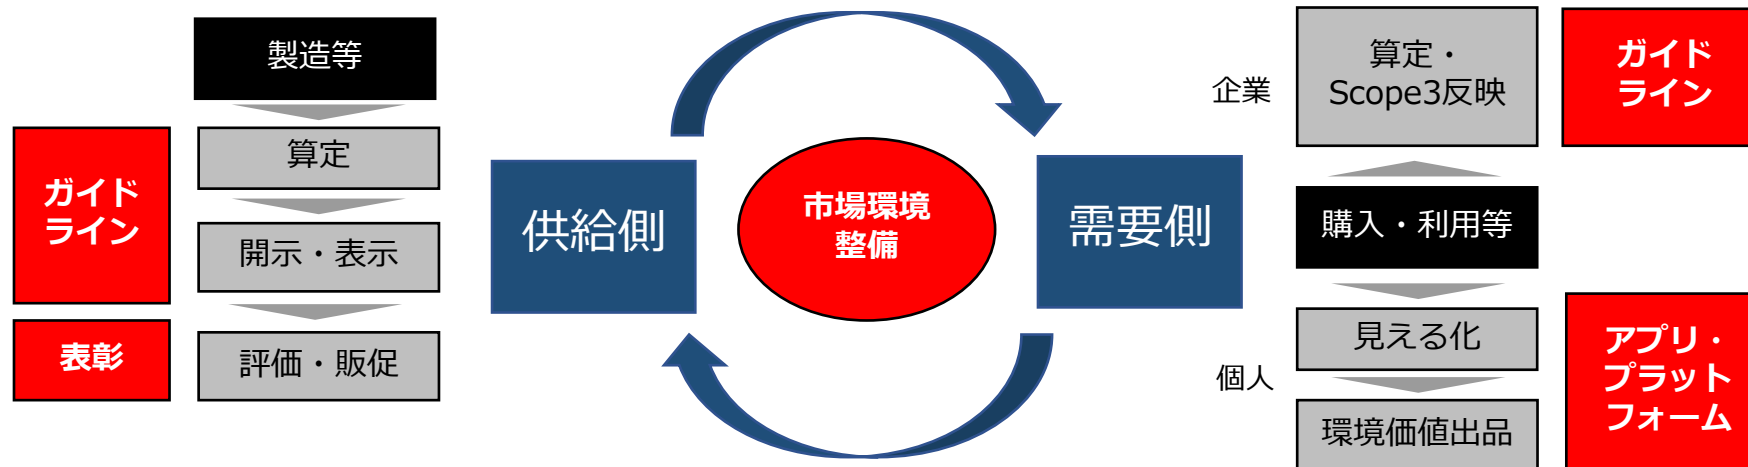 製造等
算定
開示・表示
評価・販促
ガイド
ライン
表彰
供給側
市場環境
整備
需要側
企業
算定・
Scope3反映
ガイド
ライン
購入・利用等
個人
見える化
環境価値出品
アプリ・
プラット
フォーム